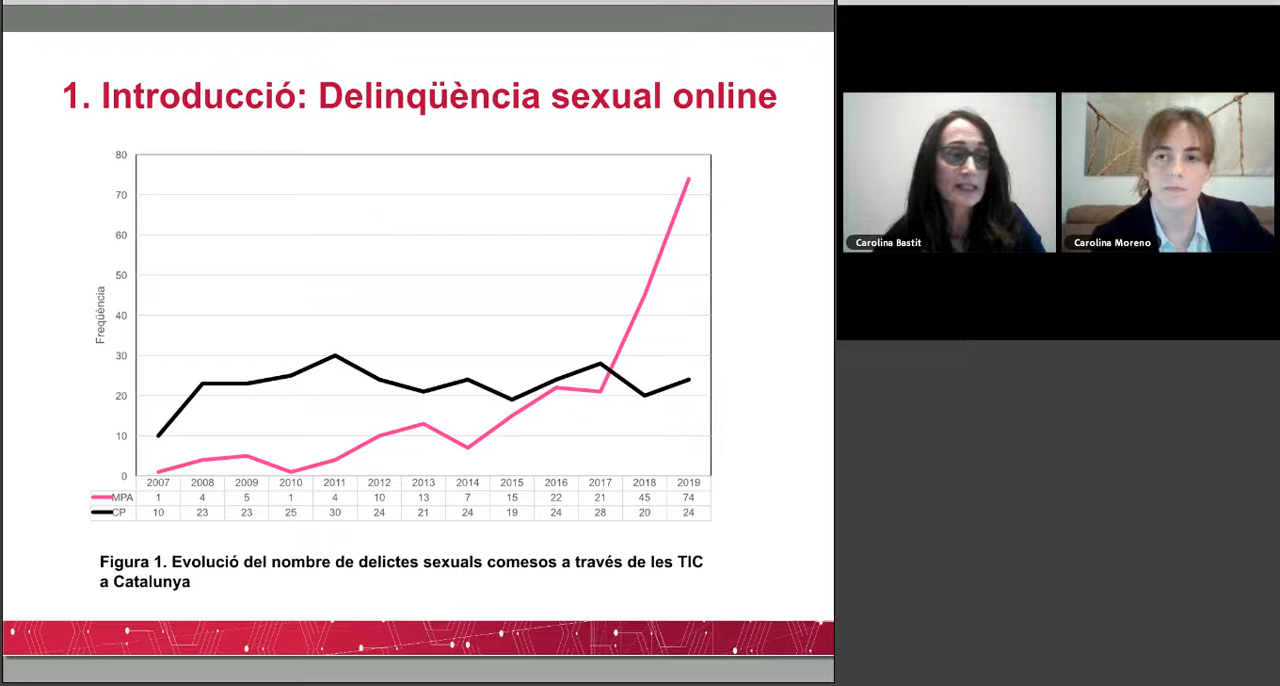 1. Introducció: Delinqüència sexual online
80
70
60
50
40
30
20
10
0
Freqüència
2007 2008 2009 2010 2011 2012 2013 2014 2015 2016 2017 2018 2019
MPA 1 4 5 1 4 10 13 7 15 22 21 45 74
CP 10 23 23 25 30 24 21 24 19 24 28 20 24
Figura 1. Evolució del nombre de delictes sexuals comesos a través de les TIC
a Catalunya
Carolina Bastit
Carolina Moreno